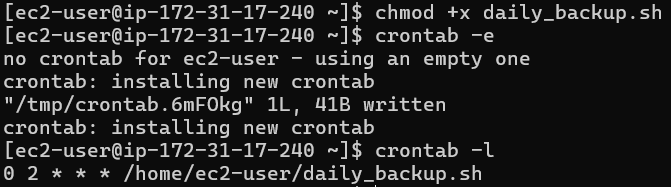 [ec2-user@ip-172-31-17-240 ~]$ chmod +x daily_backup.sh
[ec2-user@ip-172-31-17-240 ~]$ crontab -e
no crontab for ec2-user - using an empty one
crontab: installing new crontab
"/tmp/crontab.6mFOkg" 1L, 41B written
crontab: installing new crontab
[ec2-user@ip-172-31-17-240 ~]$ crontab -l
0 2 * * * /home/ec2-user/daily_backup.sh